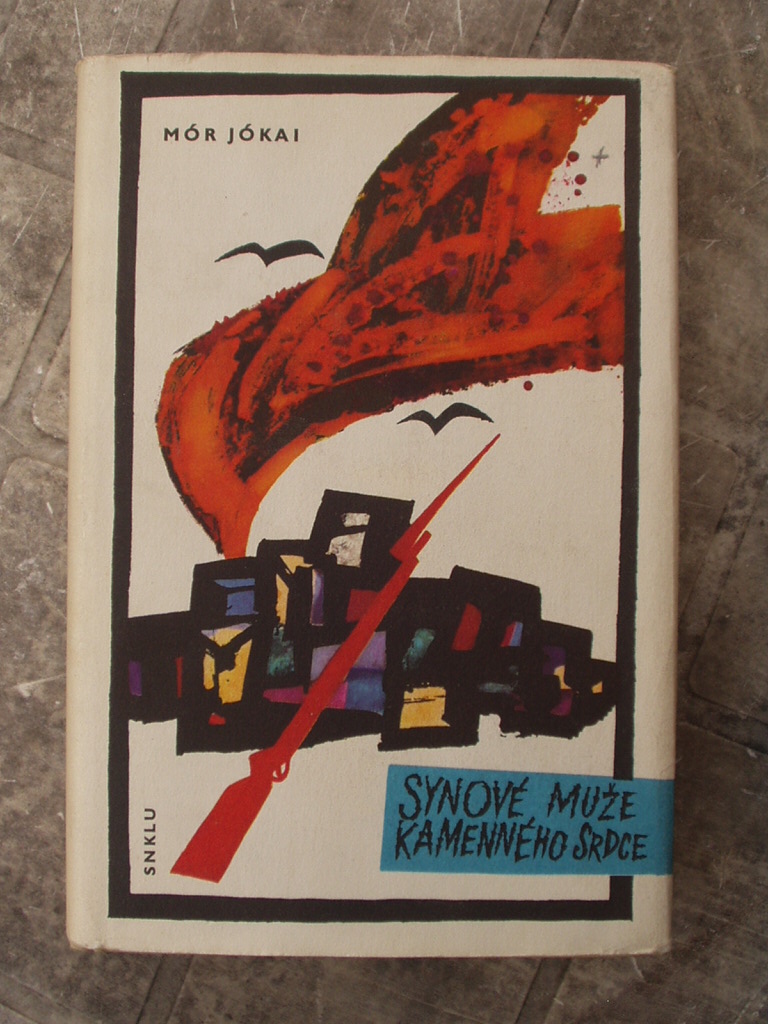 MÓR JÓKAI
SNKLU
SYNOVÉ MUŽE
KAMENNÉHO SRDCE